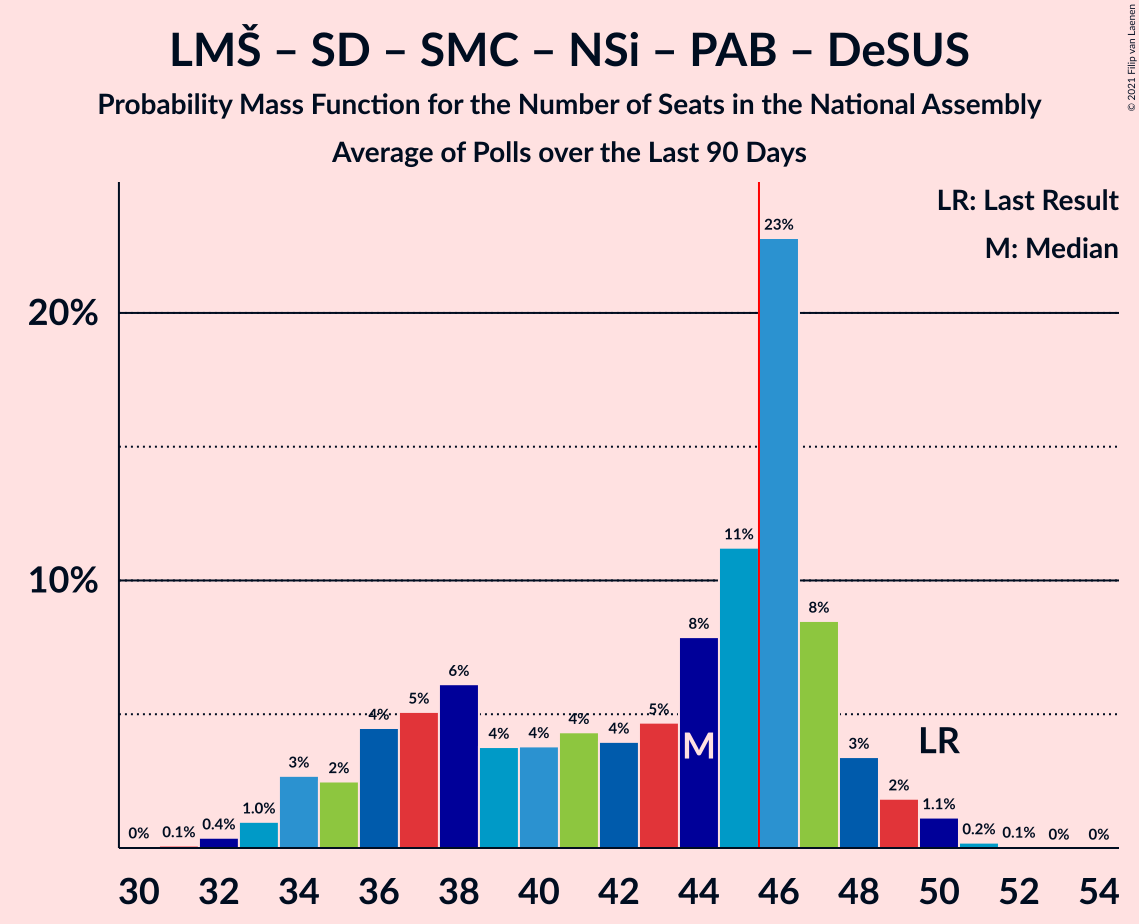 LMŠ – SD – SMC – NSi – PAB – DeSUS
Probability Mass Function for the Number of Seats in the National Assembly
Average of Polls over the Last 90 Days
© 2021 Filip van Laenen
LR: Last Result
M: Median
20%
10%
0% 0.1% 0.4% 1.0% 3% 2% 4% 5% 6% 4% 4% 4% 4% 5% 8% 11% 23% 8% 3% 2% 1.1% 0.2% 0.1% 0% 0%
M
LR
30 32 34 36 38 40 42 44 46 48 50 52 54